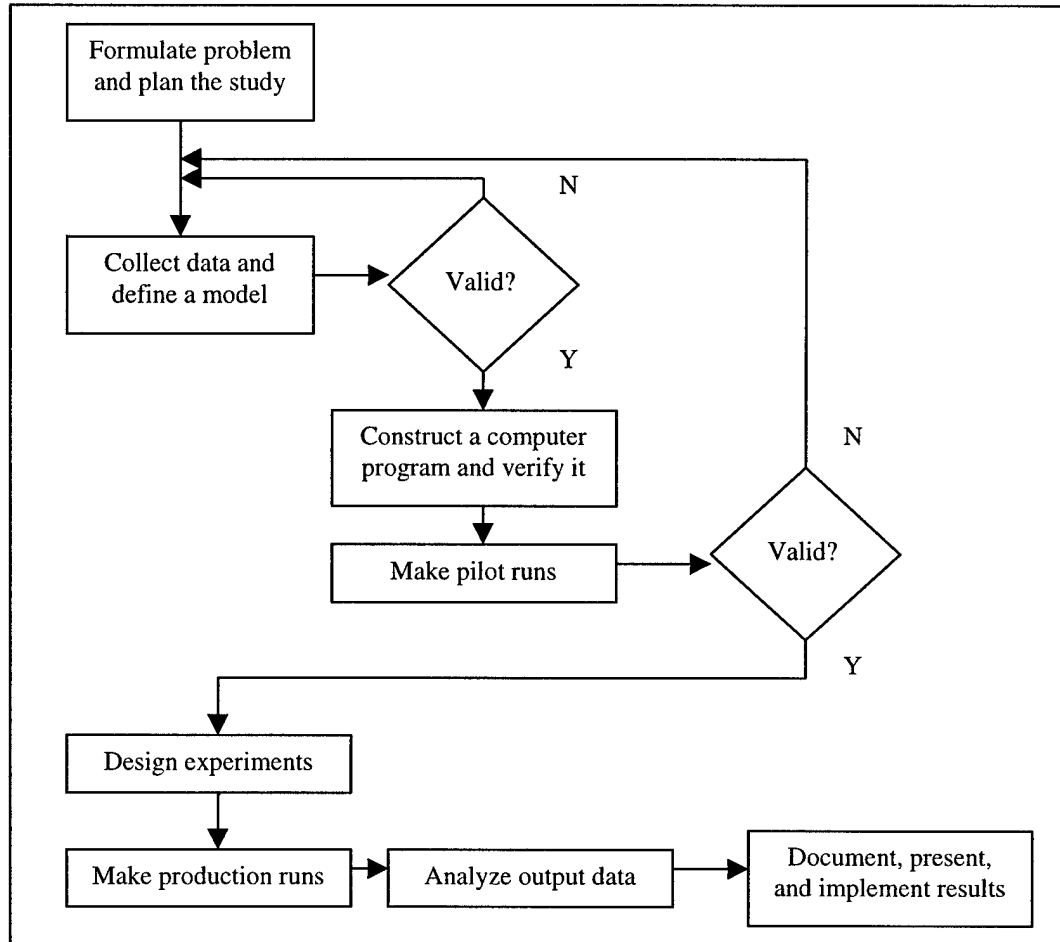 Formulate problem
and plan the study
N
Collect data and
define a model
Valid?
Y
Construct a computer
program and verify it
N
Make pilot runs
Valid?
Y
Design experiments
Make production runs
Analyze output data
Document, present,
and implement results